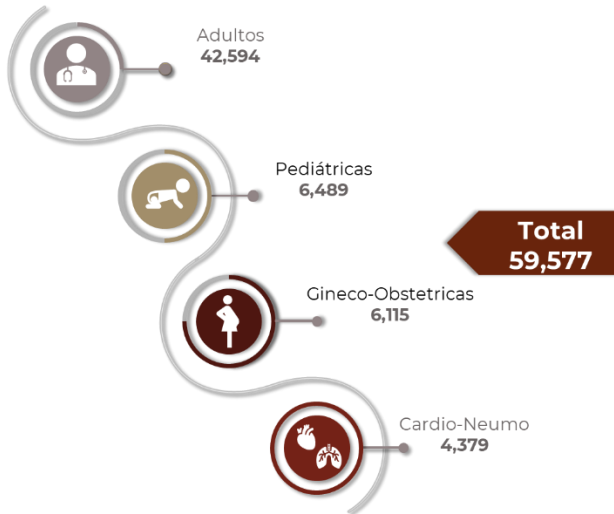 Adultos
42,594
Pediátricas
6,489
Total
59,577
Gineco-Obstetricas
6,115
Cardio-Neumo
4,379